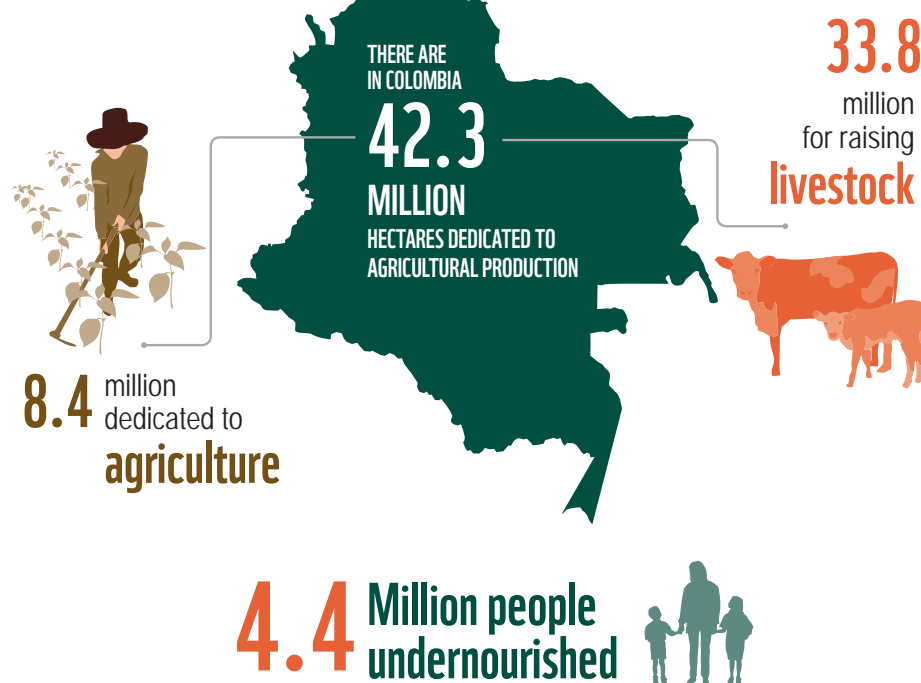 THERE ARE
IN COLOMBIA
42.3
MILLION
HECTARES DEDICATED TO
AGRICULTURAL PRODUCTION
33.8
million
for raising
livestock
8.4 million
dedicated to
agriculture
4.4 Million people
undernourished